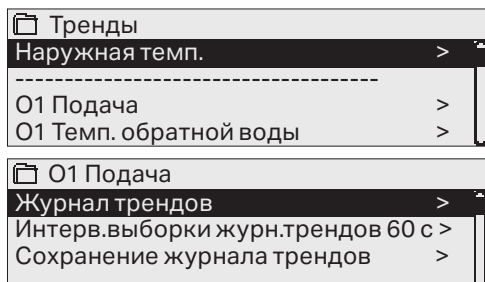 Тренды
Наружная темп. >
-------------------------------------
О1 Подача >
О1 Темп. обратной воды >
О1 Подача
Журнал трендов >
Интерв.выборки журн.трендов 60 с >
Сохранение журнала трендов >